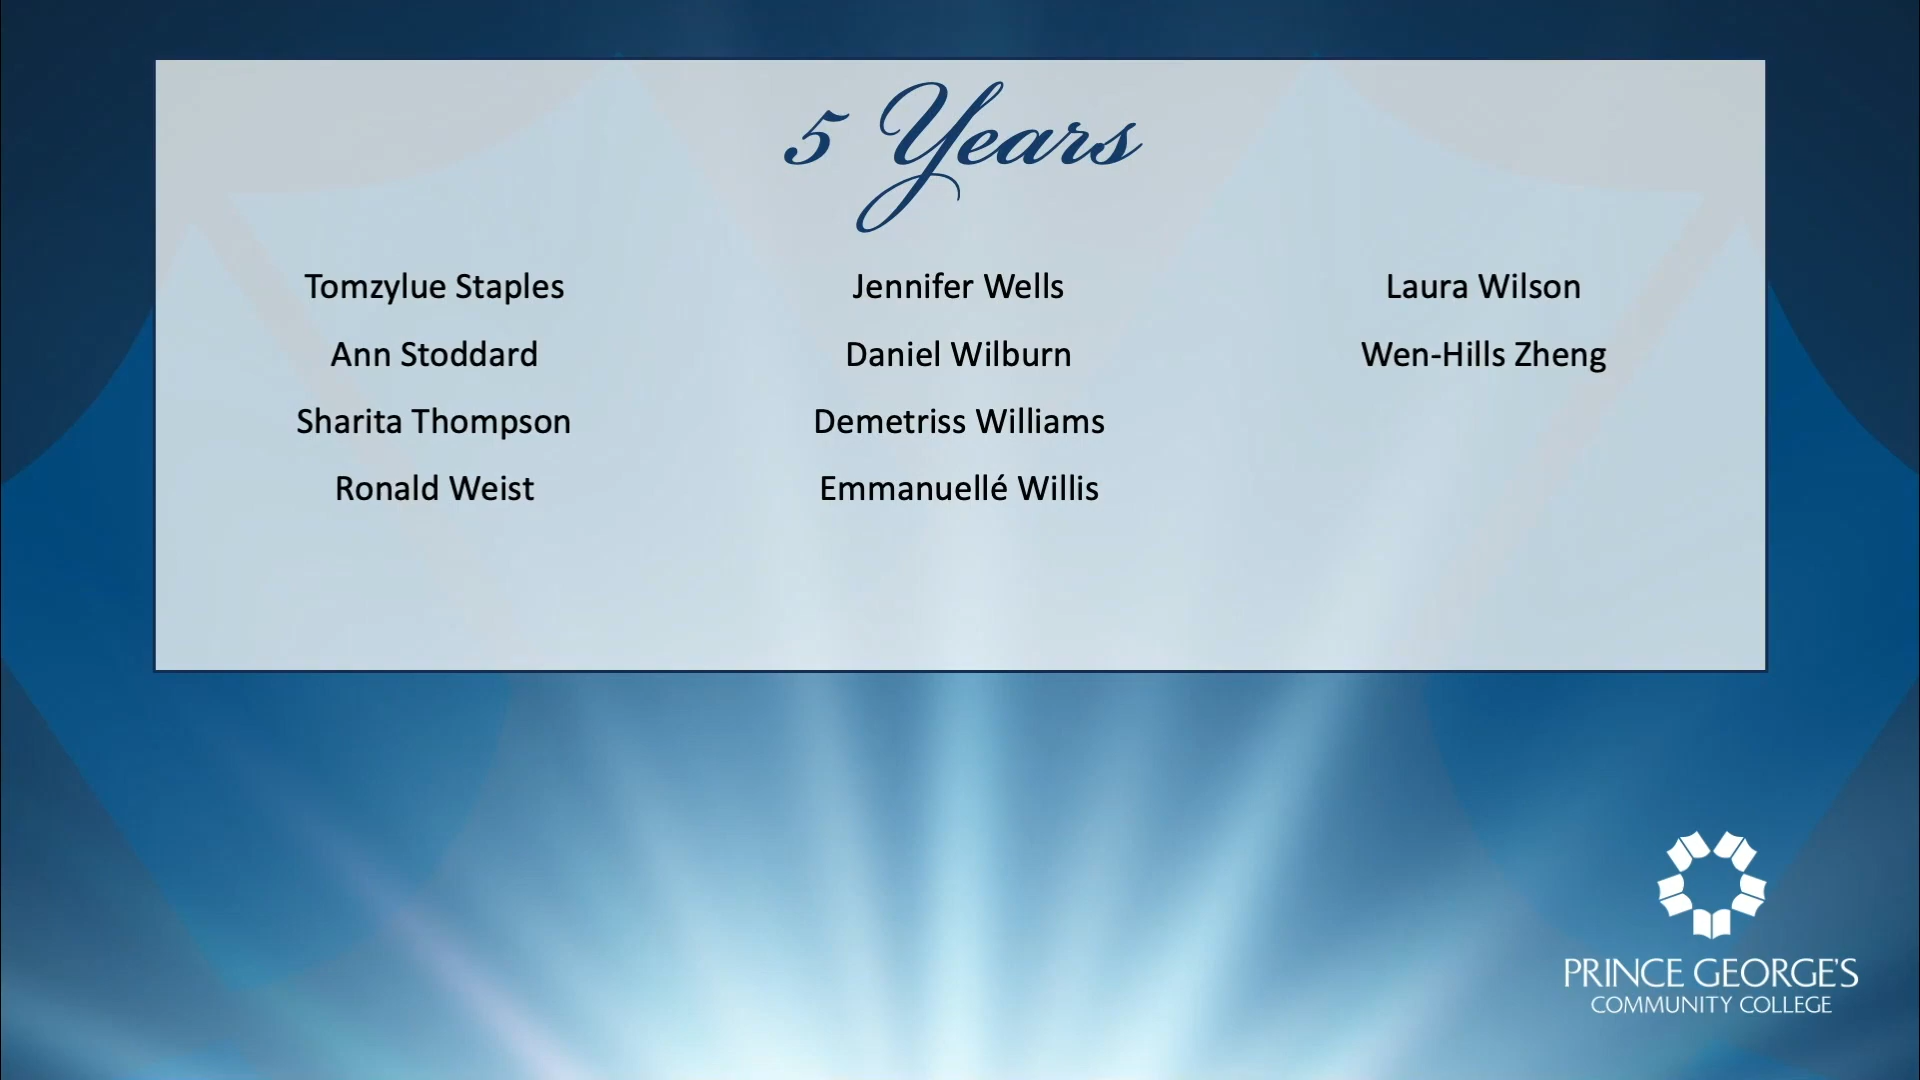 5 Years
Tomzylue Staples
Ann Stoddard
Sharita Thompson
Ronald Weist
Jennifer Wells
Daniel Wilburn
Demetriss Williams
Emmanuellé Willis
Laura Wilson
Wen-Hills Zheng
PRINCE GEORGE'S
COMMUNITY COLLEGE